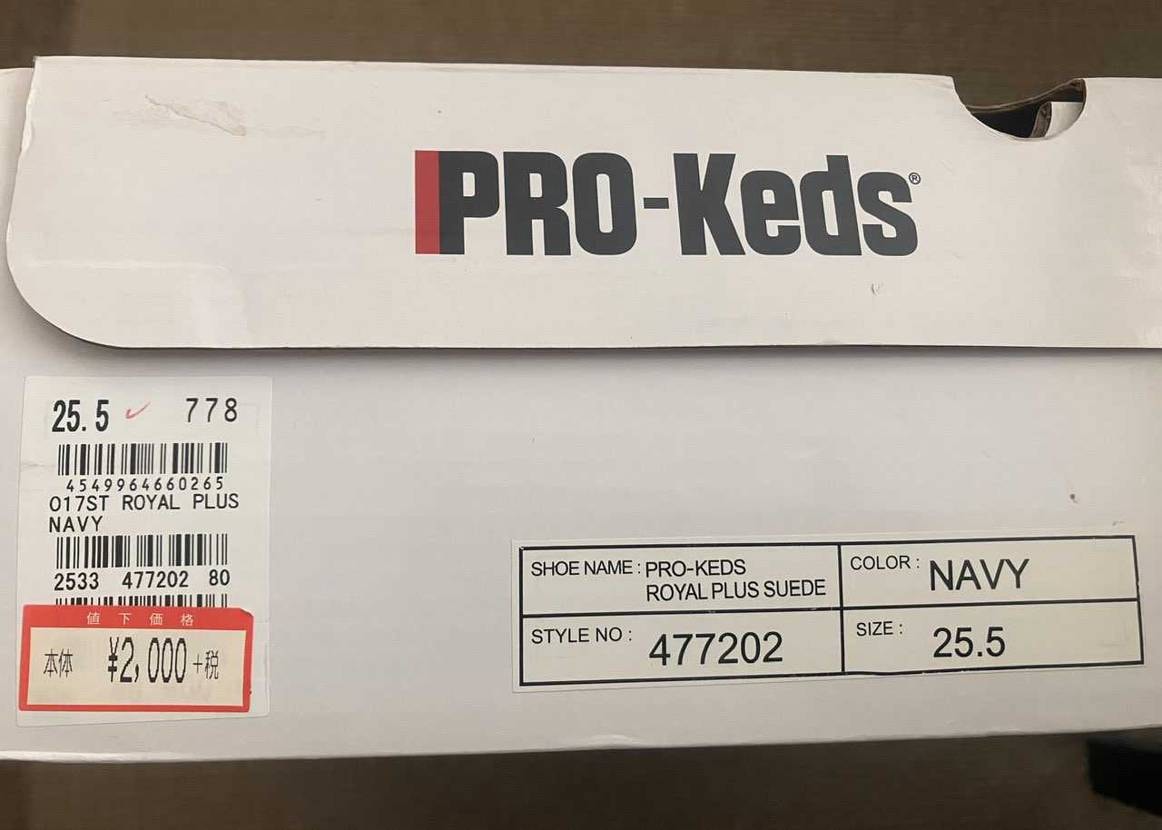 PRO-Keds®
25.5 778
4549964660265
017ST ROYAL PLUS
NAVY
2533 477202 80
値下価格
本体 ¥2,000+税
SHOE NAME : PRO-KEDS
ROYAL PLUS SUEDE
COLOR : NAVY
STYLE NO : 477202
SIZE : 25.5